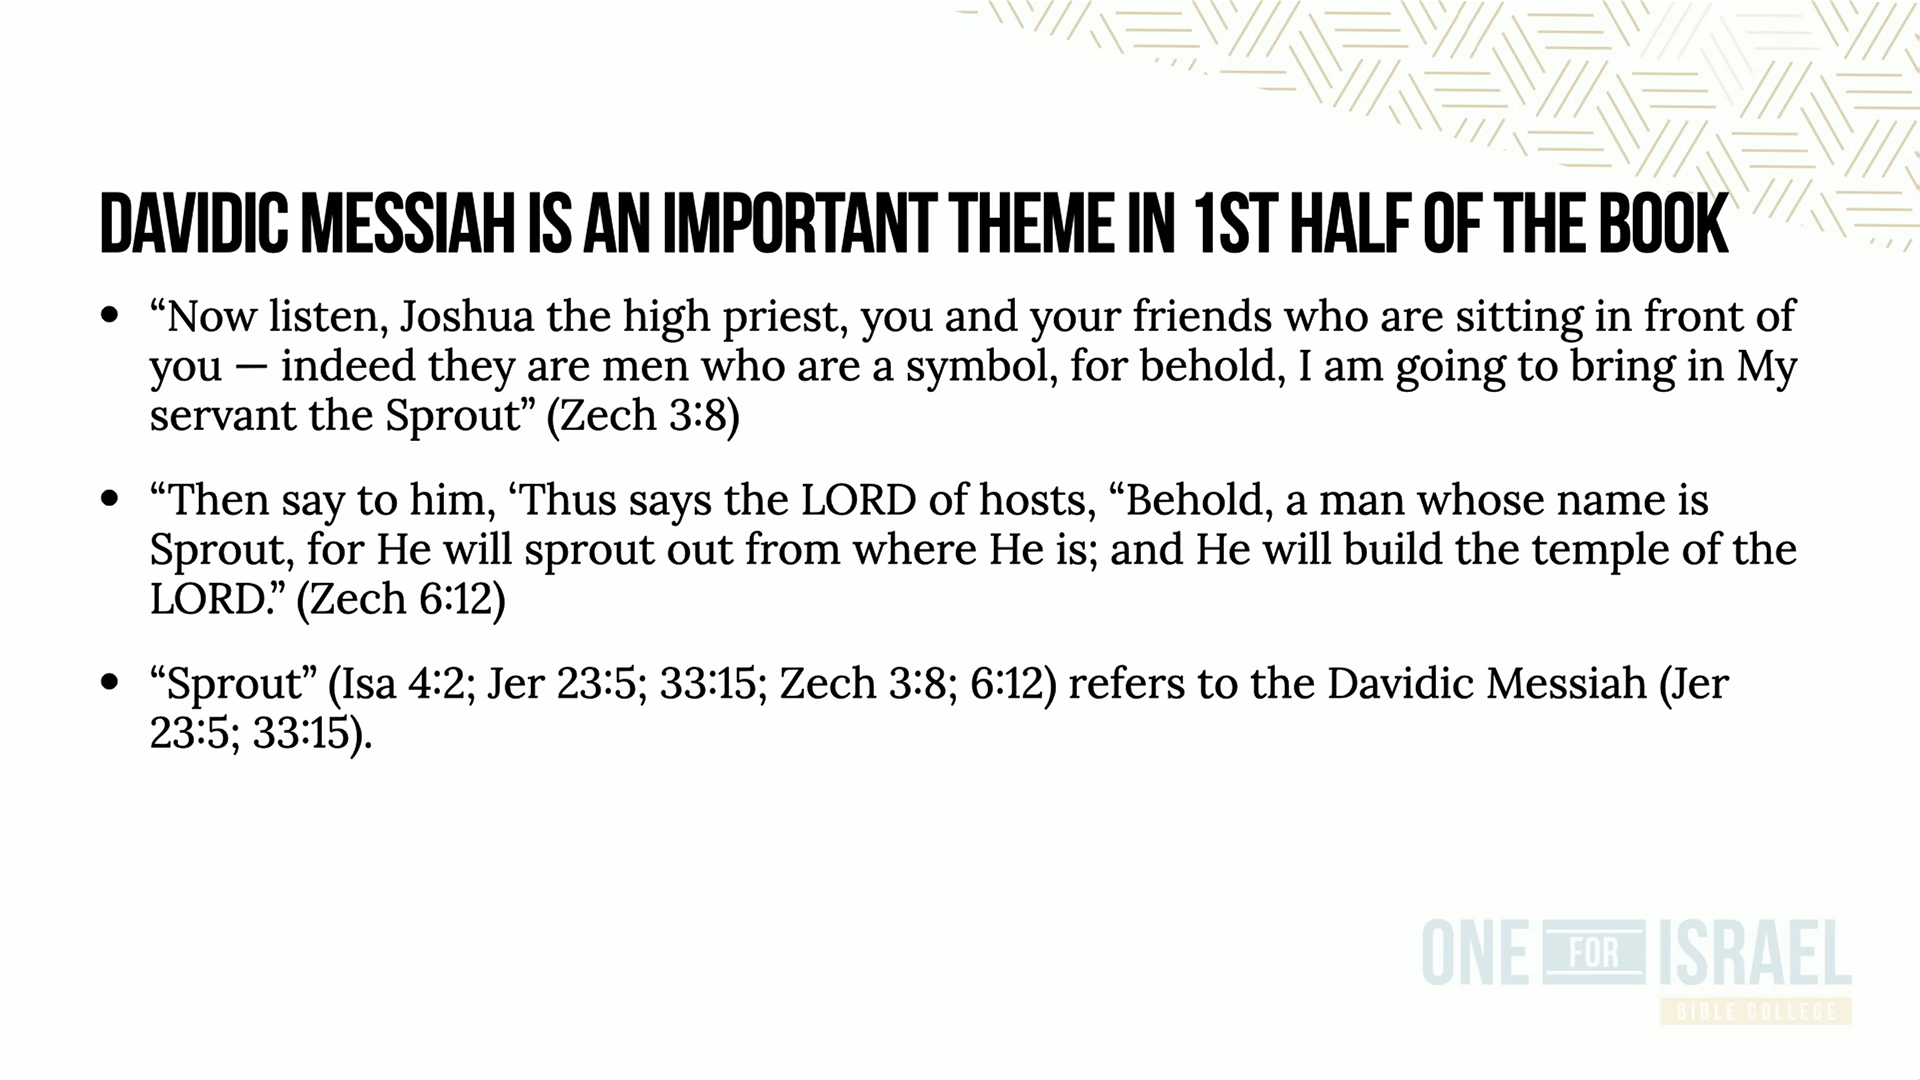 DAVIDIC MESSIAH IS AN IMPORTANT THEME IN 1ST HALF OF THE BOOK
• “Now listen, Joshua the high priest, you and your friends who are sitting in front of
you — indeed they are men who are a symbol, for behold, I am going to bring in My
servant the Sprout” (Zech 3:8)
• “Then say to him, ‘Thus says the LORD of hosts, “Behold, a man whose name is
Sprout, for He will sprout out from where He is; and He will build the temple of the
LORD.” (Zech 6:12)
• “Sprout” (Isa 4:2; Jer 23:5; 33:15; Zech 3:8; 6:12) refers to the Davidic Messiah (Jer
23:5; 33:15).
ONE FOR ISRAEL
BIBLE COLLEGE